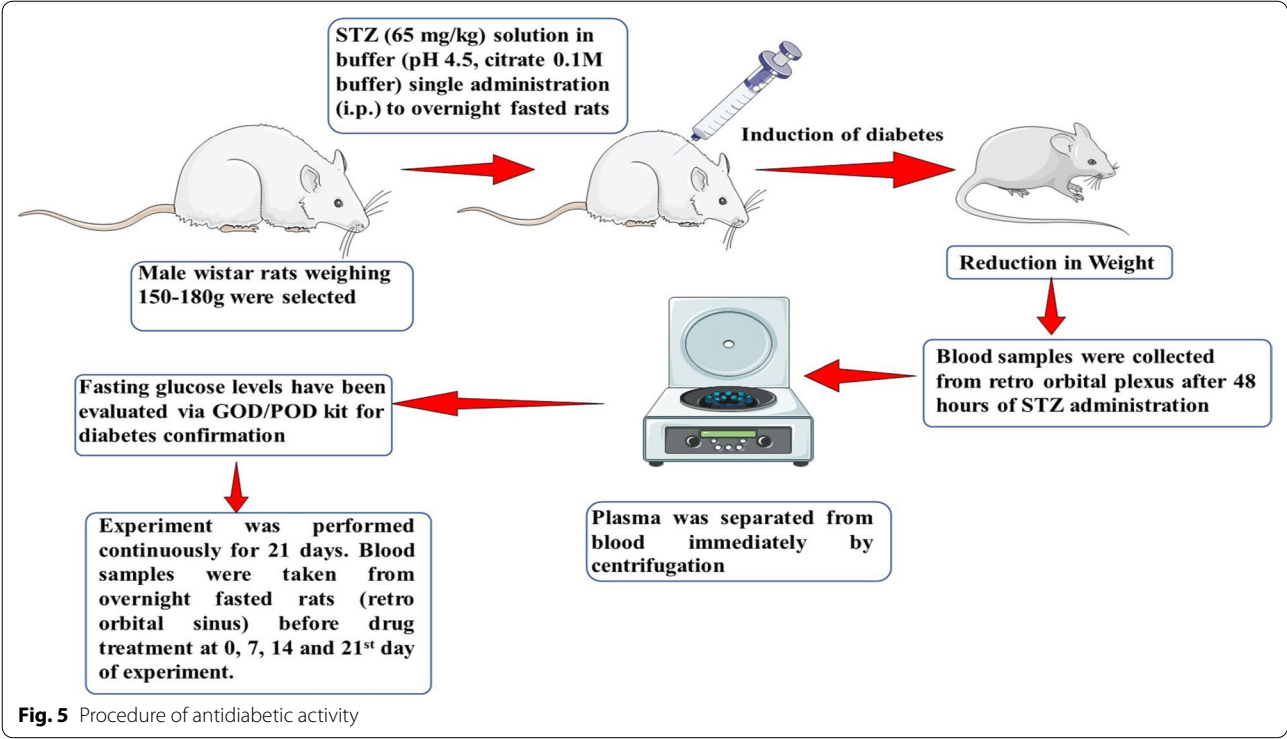 STZ (65 mg/kg) solution in
buffer (pH 4.5, citrate 0.1M
buffer) single administration
(i.p.) to overnight fasted rats
Induction of diabetes
Male wistar rats weighing
150-180g were selected
Reduction in Weight
Blood samples were collected
from retro orbital plexus after 48
hours of STZ administration
Plasma was separated from
blood immediately by
centrifugation
Fasting glucose levels have been
evaluated via GOD/POD kit for
diabetes confirmation
Experiment was performed
continuously for 21 days. Blood
samples were taken from
overnight fasted rats (retro
orbital sinus) before drug
treatment at 0, 7, 14 and 21st day
of experiment.
Fig. 5 Procedure of antidiabetic activity